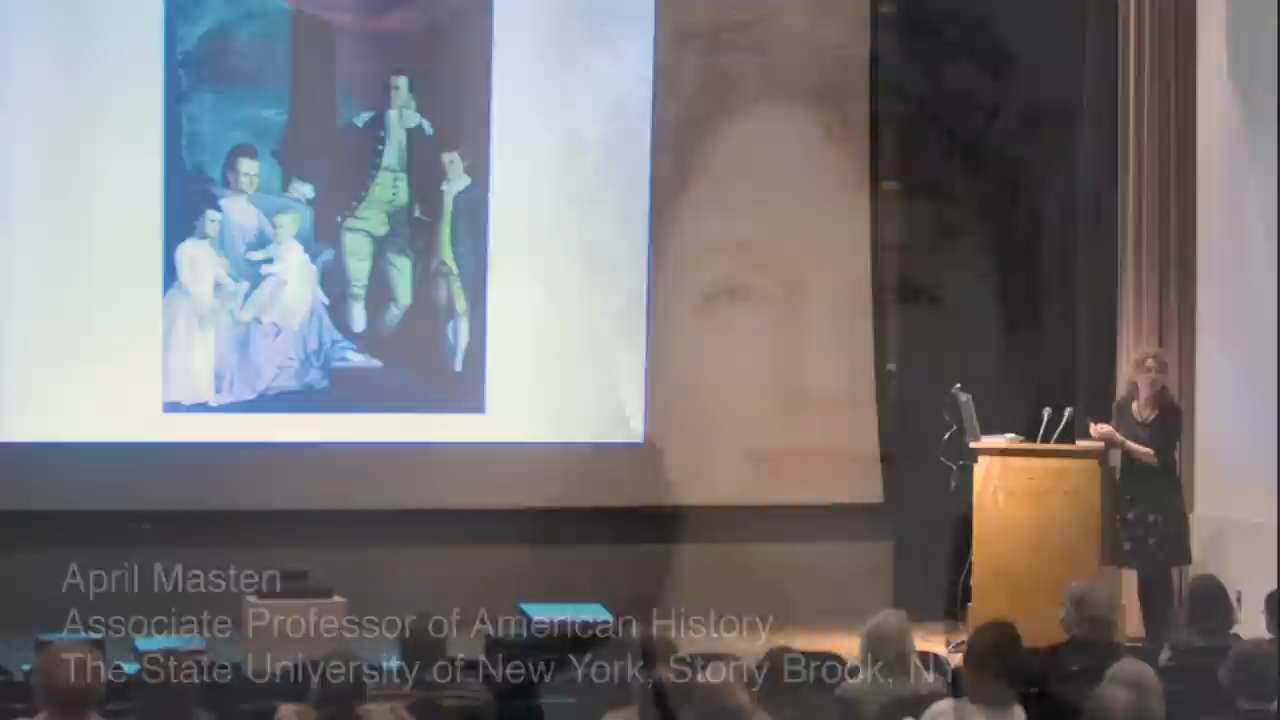 April Masten
Associate Professor of American History
The State University of New York, Stony Brook, NY